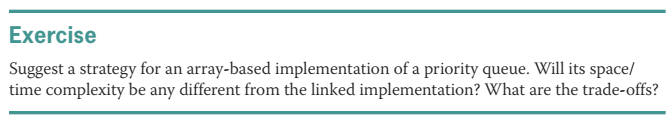 Exercise
Suggest a strategy for an array-based implementation of a priority queue. Will its space/
time complexity be any different from the linked implementation? What are the trade-offs?